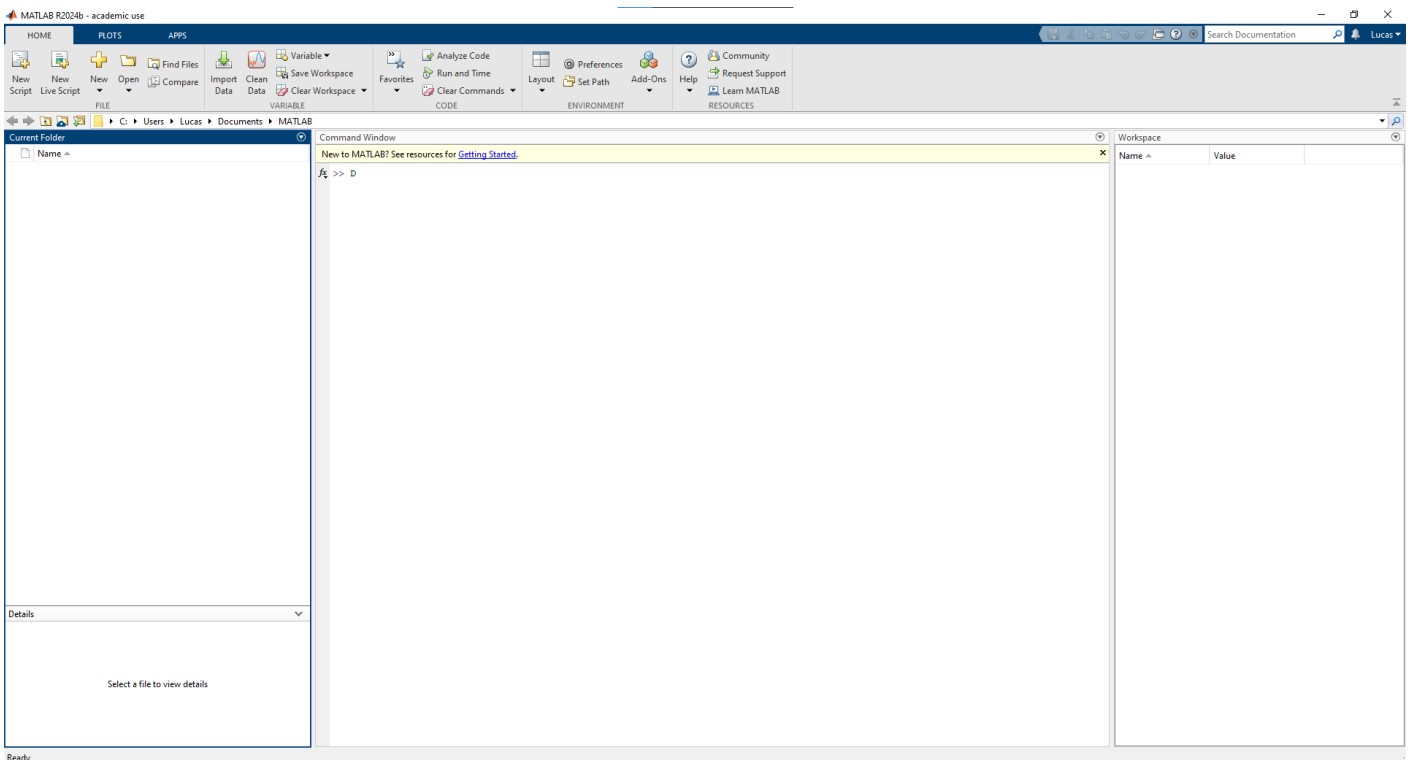 MATLAB R2024b - academic use
HOME PLOTS APPS
Search Documentation
Lucas
New Script
New Live Script
New
Open
Find Files
Compare
Import Data
Clean Data
Variable
Save Workspace
Clear Workspace
Favorites
Analyze Code
Run and Time
Clear Commands
Layout
Preferences
Set Path
Add-Ons
Help
Community
Request Support
Learn MATLAB
FILE VARIABLE CODE ENVIRONMENT RESOURCES
C: Users Lucas Documents MATLAB
Current Folder
Name
Details
Select a file to view details
Command Window
New to MATLAB? See resources for Getting Started.
fx >> D
Workspace
Name Value
Ready